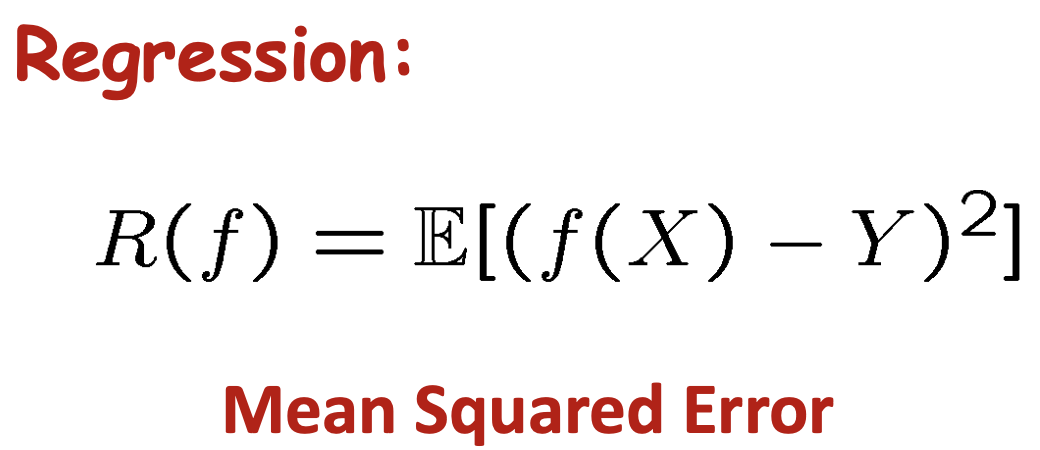 Regression:
R(f) = 𝔼[(f(X) − Y)²]
Mean Squared Error